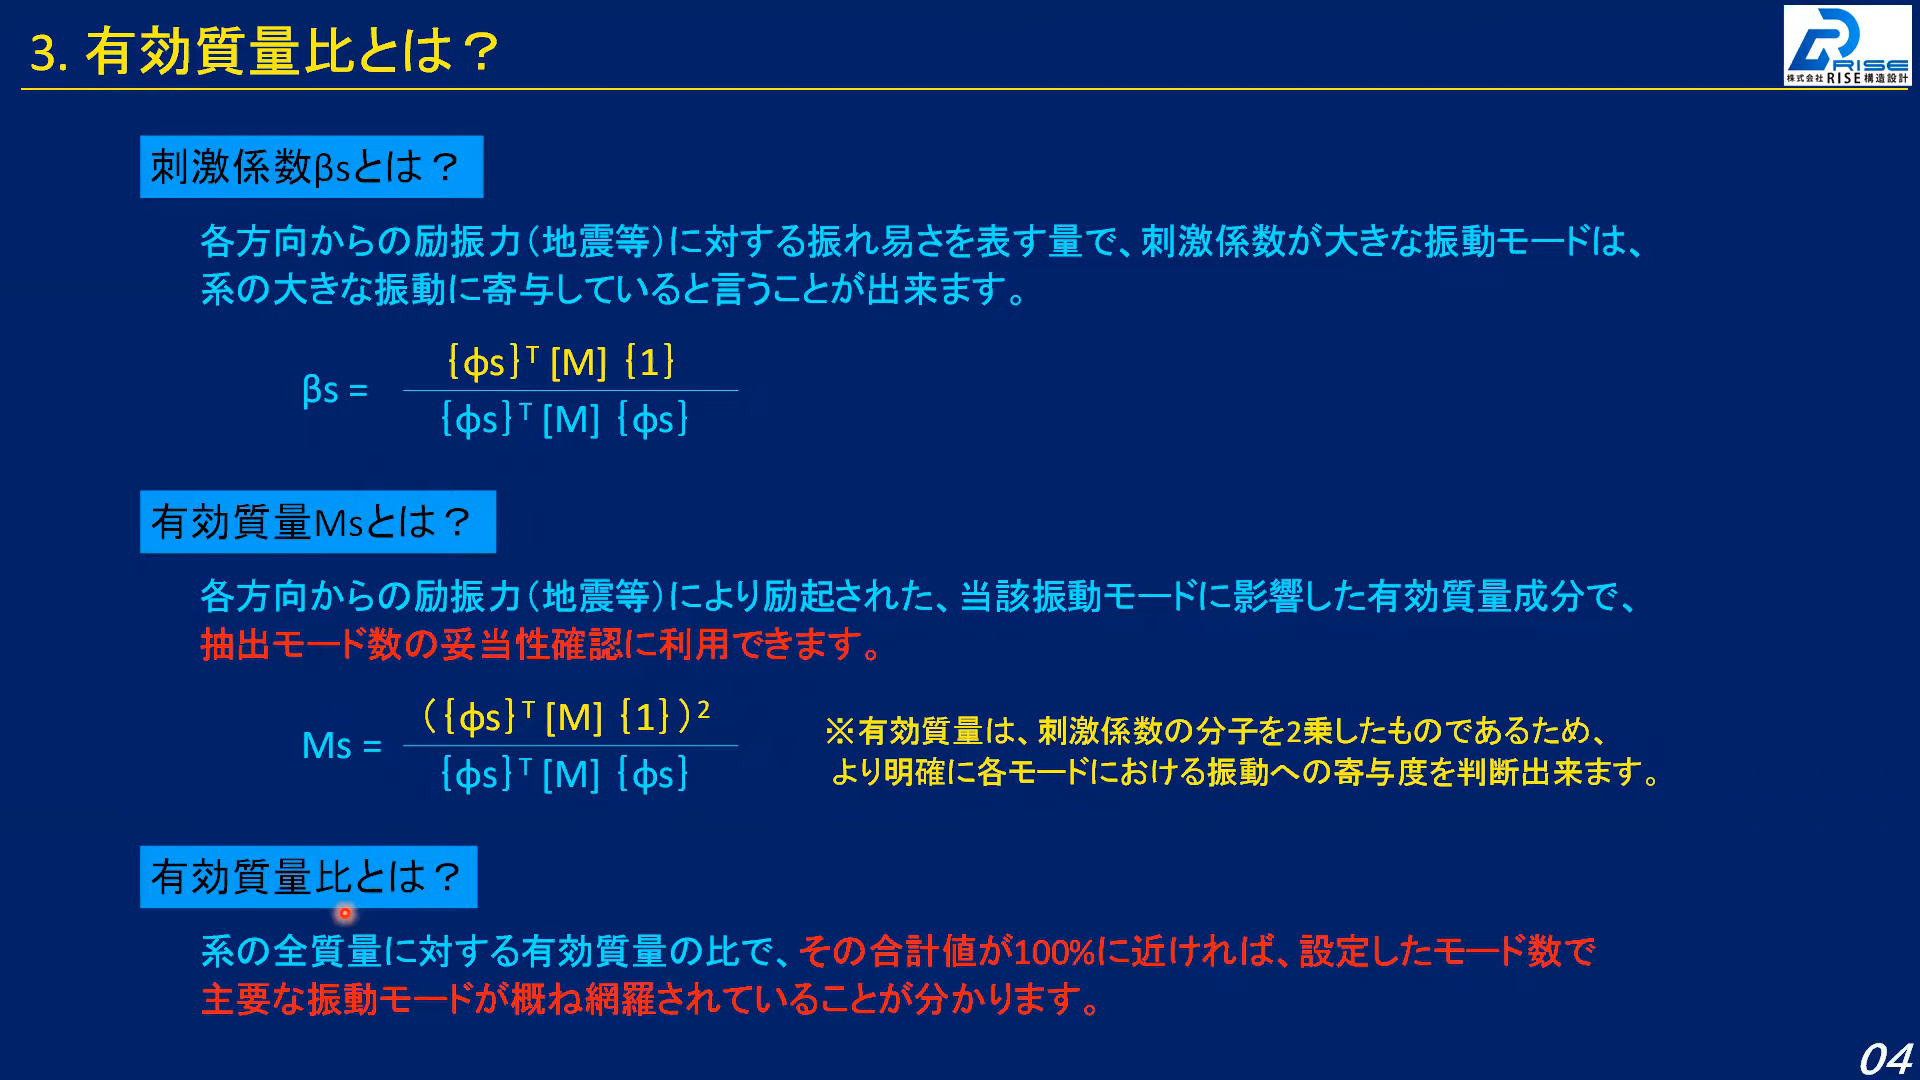 3. 有効質量比とは？
RISE
株式会社RISE構造設計
刺激係数βsとは？
各方向からの励振力（地震等）に対する振れ易さを表す量で、刺激係数が大きな振動モードは、
系の大きな振動に寄与していると言うことが出来ます。
{φs}ᵀ [M] {1}
βs =
{φs}ᵀ [M] {φs}
有効質量Msとは？
各方向からの励振力（地震等）により励起された、当該振動モードに影響した有効質量成分で、
抽出モード数の妥当性確認に利用できます。
（{φs}ᵀ [M] {1}）²
Ms =
{φs}ᵀ [M] {φs}
※有効質量は、刺激係数の分子を2乗したものであるため、
より明確に各モードにおける振動への寄与度を判断出来ます。
有効質量比とは？
系の全質量に対する有効質量の比で、その合計値が100%に近ければ、設定したモード数で
主要な振動モードが概ね網羅されていることが分かります。
04